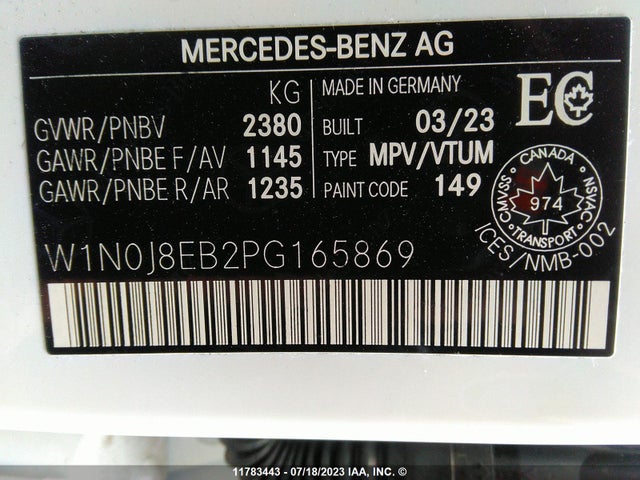 MERCEDES-BENZ AG
KG
GVWR/PNBV 2380
GAWR/PNBE F/AV 1145
GAWR/PNBE R/AR 1235
MADE IN GERMANY
BUILT 03/23
TYPE MPV/VTUM
PAINT CODE 149
EC
CANADA
CMVSS 974 NSVAC
TRANSPORT
ICES/NMB-002
W1N0J8EB2PG165869
11783443 - 07/18/2023 IAA, INC. ©